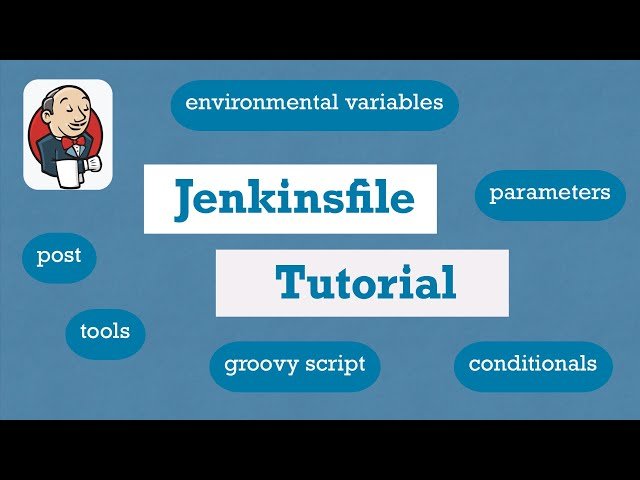 environmental variables
Jenkinsfile
parameters
post
Tutorial
tools
groovy script
conditionals